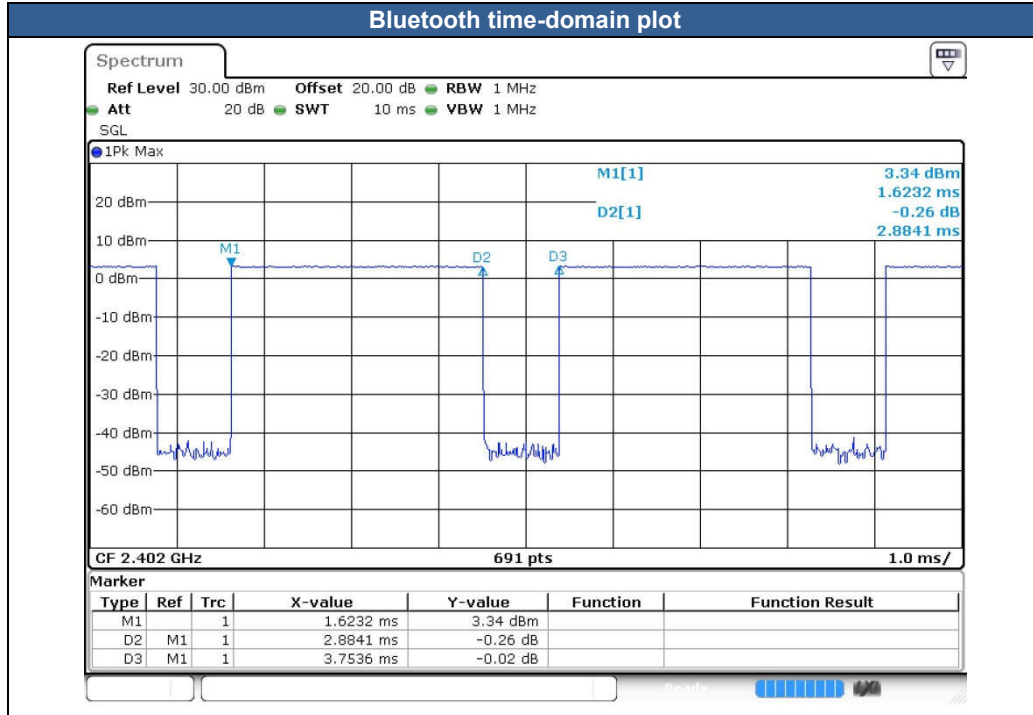 Bluetooth time-domain plot
Spectrum
Ref Level 30.00 dBm Offset 20.00 dB RBW 1 MHz
Att 20 dB SWT 10 ms VBW 1 MHz
SGL
1Pk Max
M1[1] 3.34 dBm
1.6232 ms
20 dBm
D2[1] -0.26 dB
2.8841 ms
10 dBm
M1
D2 D3
0 dBm
-10 dBm
-20 dBm
-30 dBm
-40 dBm
-50 dBm
-60 dBm
CF 2.402 GHz 691 pts 1.0 ms/
Marker
Type Ref Trc X-value Y-value Function Function Result
M1 1 1.6232 ms 3.34 dBm
D2 M1 1 2.8841 ms -0.26 dB
D3 M1 1 3.7536 ms -0.02 dB
Ready